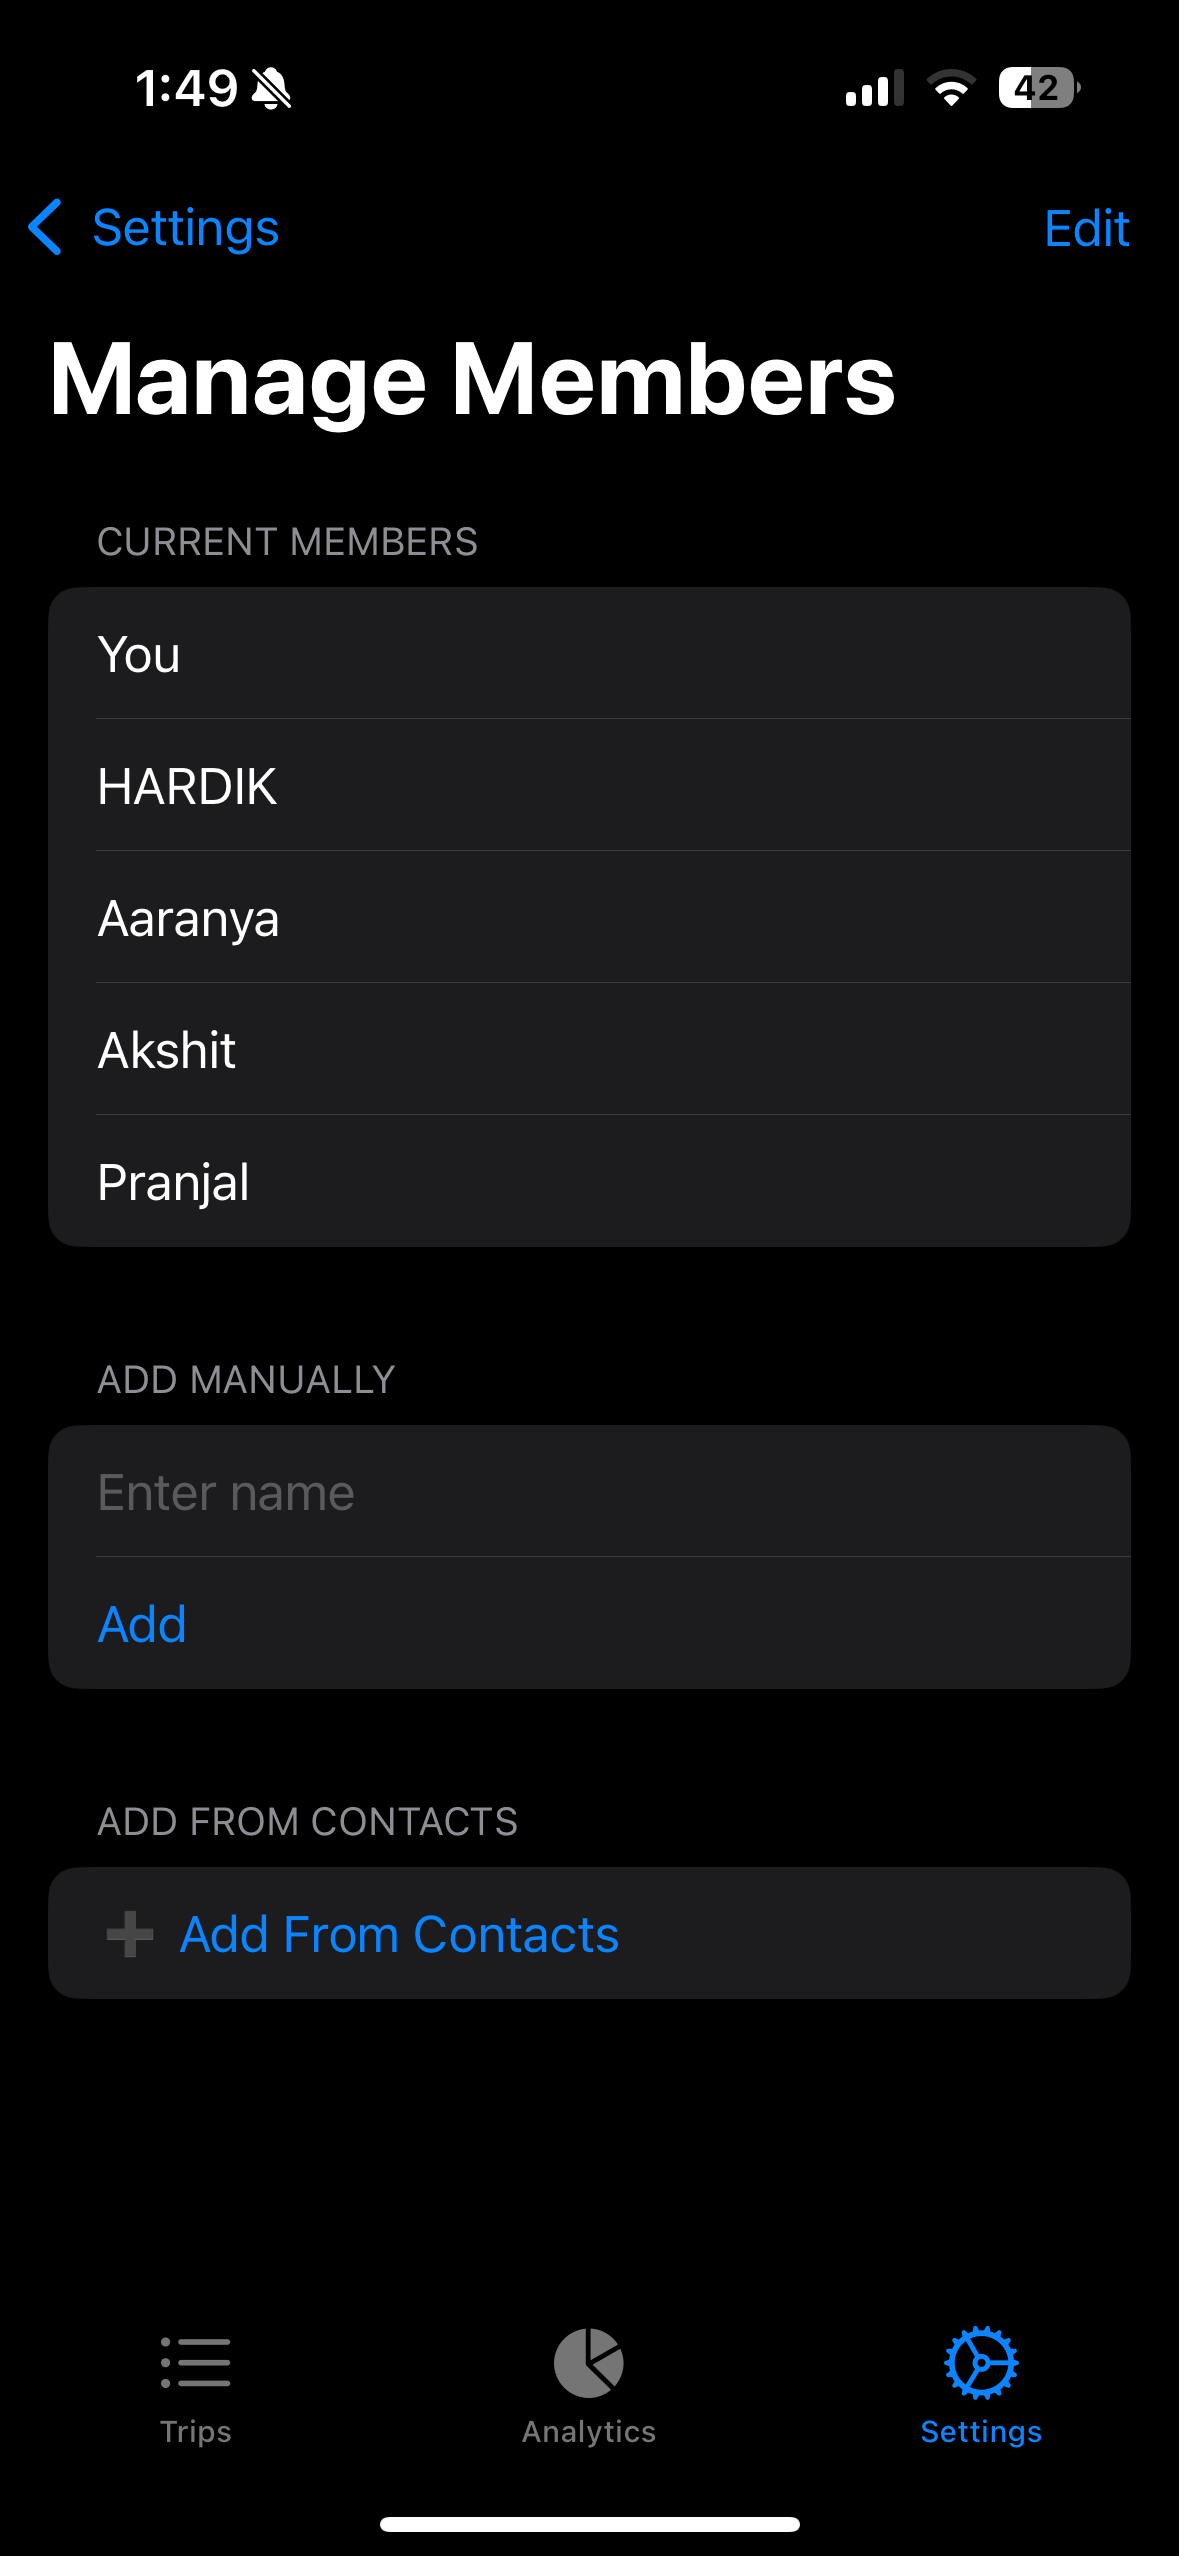 1:49
42
Settings
Edit
Manage Members
CURRENT MEMBERS
You
HARDIK
Aaranya
Akshit
Pranjal
ADD MANUALLY
Enter name
Add
ADD FROM CONTACTS
Add From Contacts
Trips
Analytics
Settings